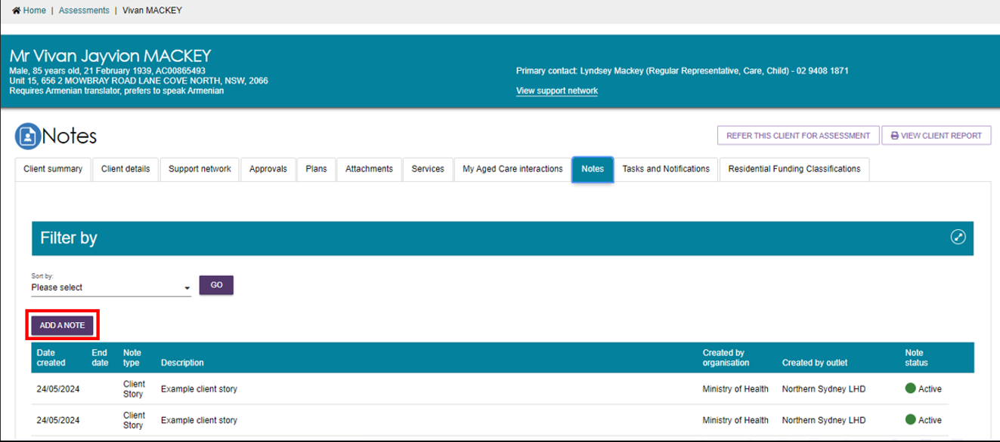 Home | Assessments | Vivan MACKEY
Mr Vivan Jayvion MACKEY
Male, 85 years old, 21 February 1939, AC00865493
Unit 15, 656 2 MOWBRAY ROAD LANE COVE NORTH, NSW, 2066
Requires Armenian translator, prefers to speak Armenian
Primary contact: Lyndsey Mackey (Regular Representative, Care, Child) - 02 9408 1871
View support network
Notes
REFER THIS CLIENT FOR ASSESSMENT
VIEW CLIENT REPORT
Client summary Client details Support network Approvals Plans Attachments Services My Aged Care interactions Notes Tasks and Notifications Residential Funding Classifications
Filter by
Sort by:
Please select
GO
ADD A NOTE
Date created End date Note type Description Created by organisation Created by outlet Note status
24/05/2024 Client Story Example client story Ministry of Health Northern Sydney LHD Active
24/05/2024 Client Story Example client story Ministry of Health Northern Sydney LHD Active